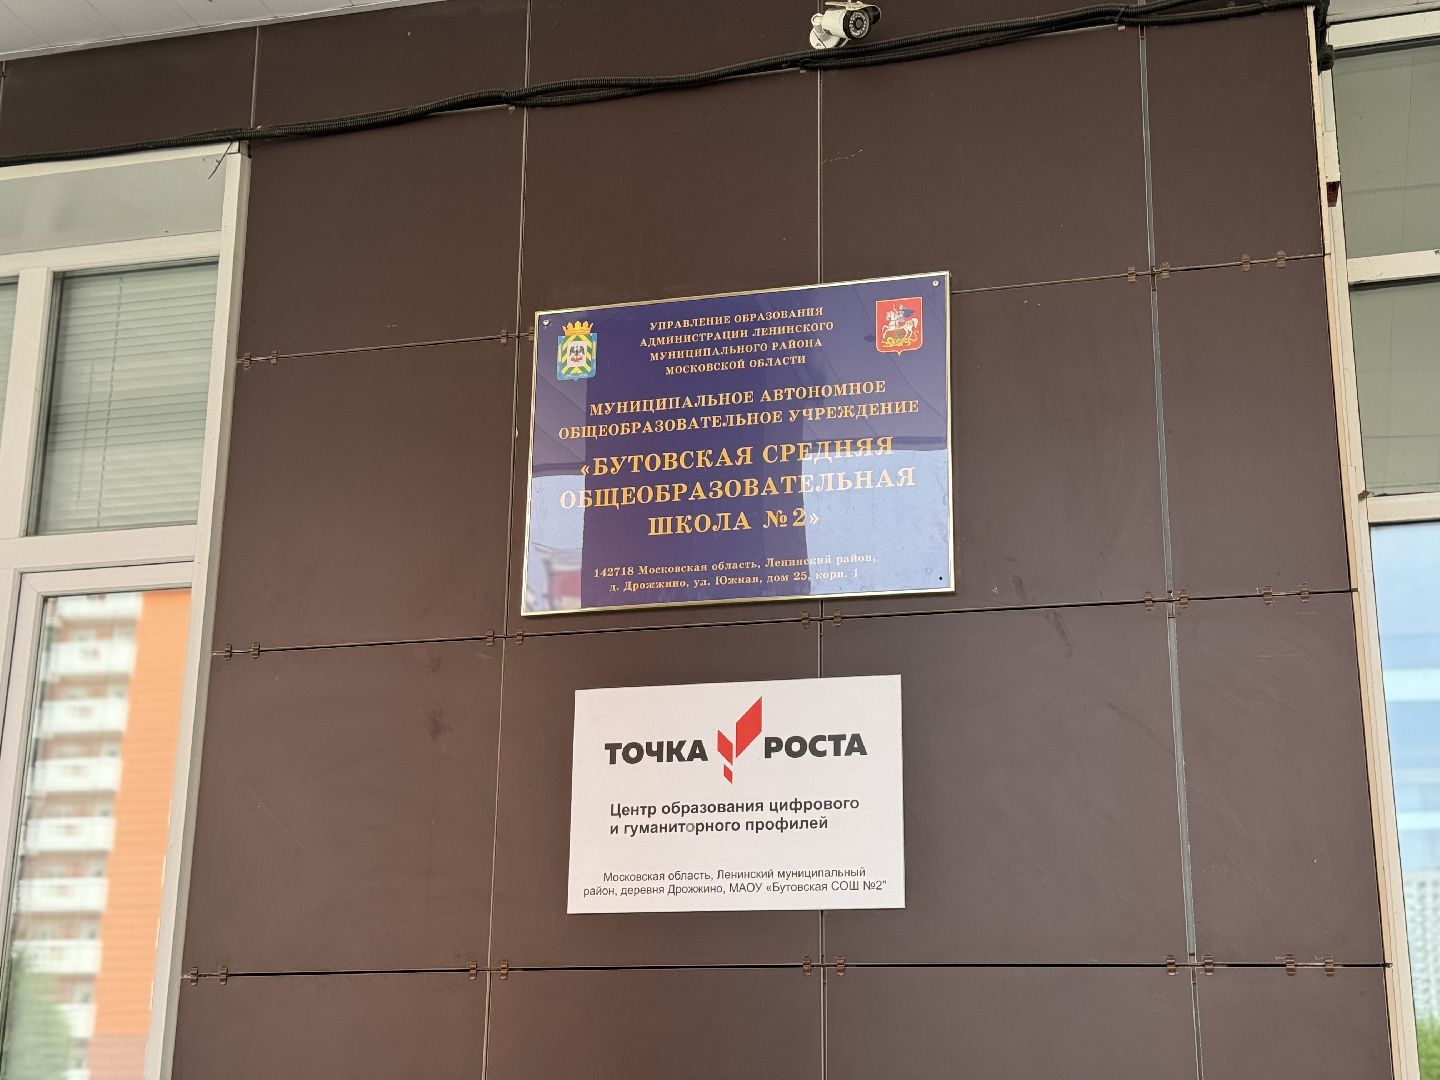 УПРАВЛЕНИЕ ОБРАЗОВАНИЯ
АДМИНИСТРАЦИИ ЛЕНИНСКОГО
МУНИЦИПАЛЬНОГО РАЙОНА
МОСКОВСКОЙ ОБЛАСТИ
МУНИЦИПАЛЬНОЕ АВТОНОМНОЕ
ОБЩЕОБРАЗОВАТЕЛЬНОЕ УЧРЕЖДЕНИЕ
«БУТОВСКАЯ СРЕДНЯЯ
ОБЩЕОБРАЗОВАТЕЛЬНАЯ
ШКОЛА №2»
142718 Московская область, Ленинский район,
д. Дрожжино, ул. Южная, дом 25, корп. 1
ТОЧКА РОСТА
Центр образования цифрового
и гуманиторного профилей
Московская область, Ленинский муниципальный
район, деревня Дрожжино, МАОУ «Бутовская СОШ №2"